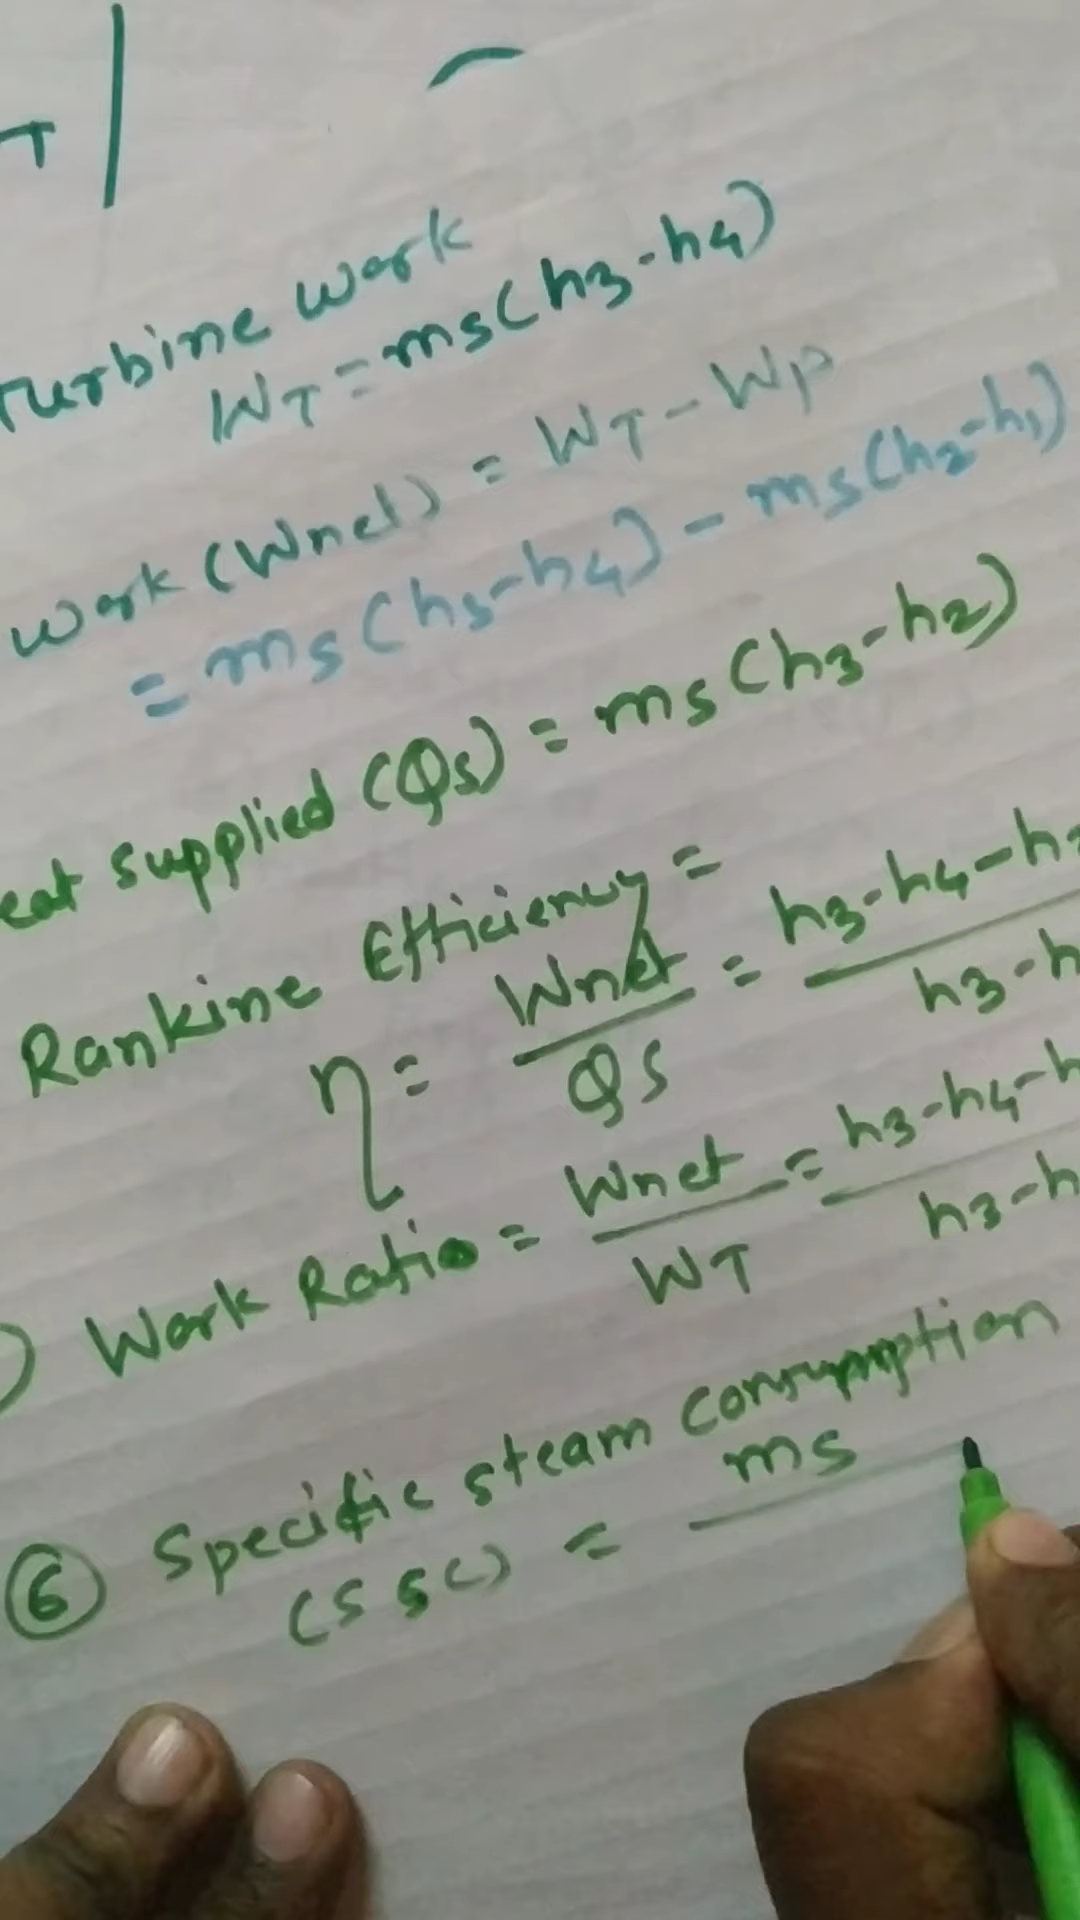 T
Turbine work
WT = ms(h3-h4)
work (Wnet) = WT - Wp
= ms(h3-h4) - ms(h2-h1)
eat supplied (Qs) = ms(h3-h2)
Rankine Efficiency =
η = Wnet/Qs = h3-h4-h2/h3-h
) Work Ratio = Wnet/WT = h3-h4-h/h3-h
6 Specific steam consumption
(SSC) = ms